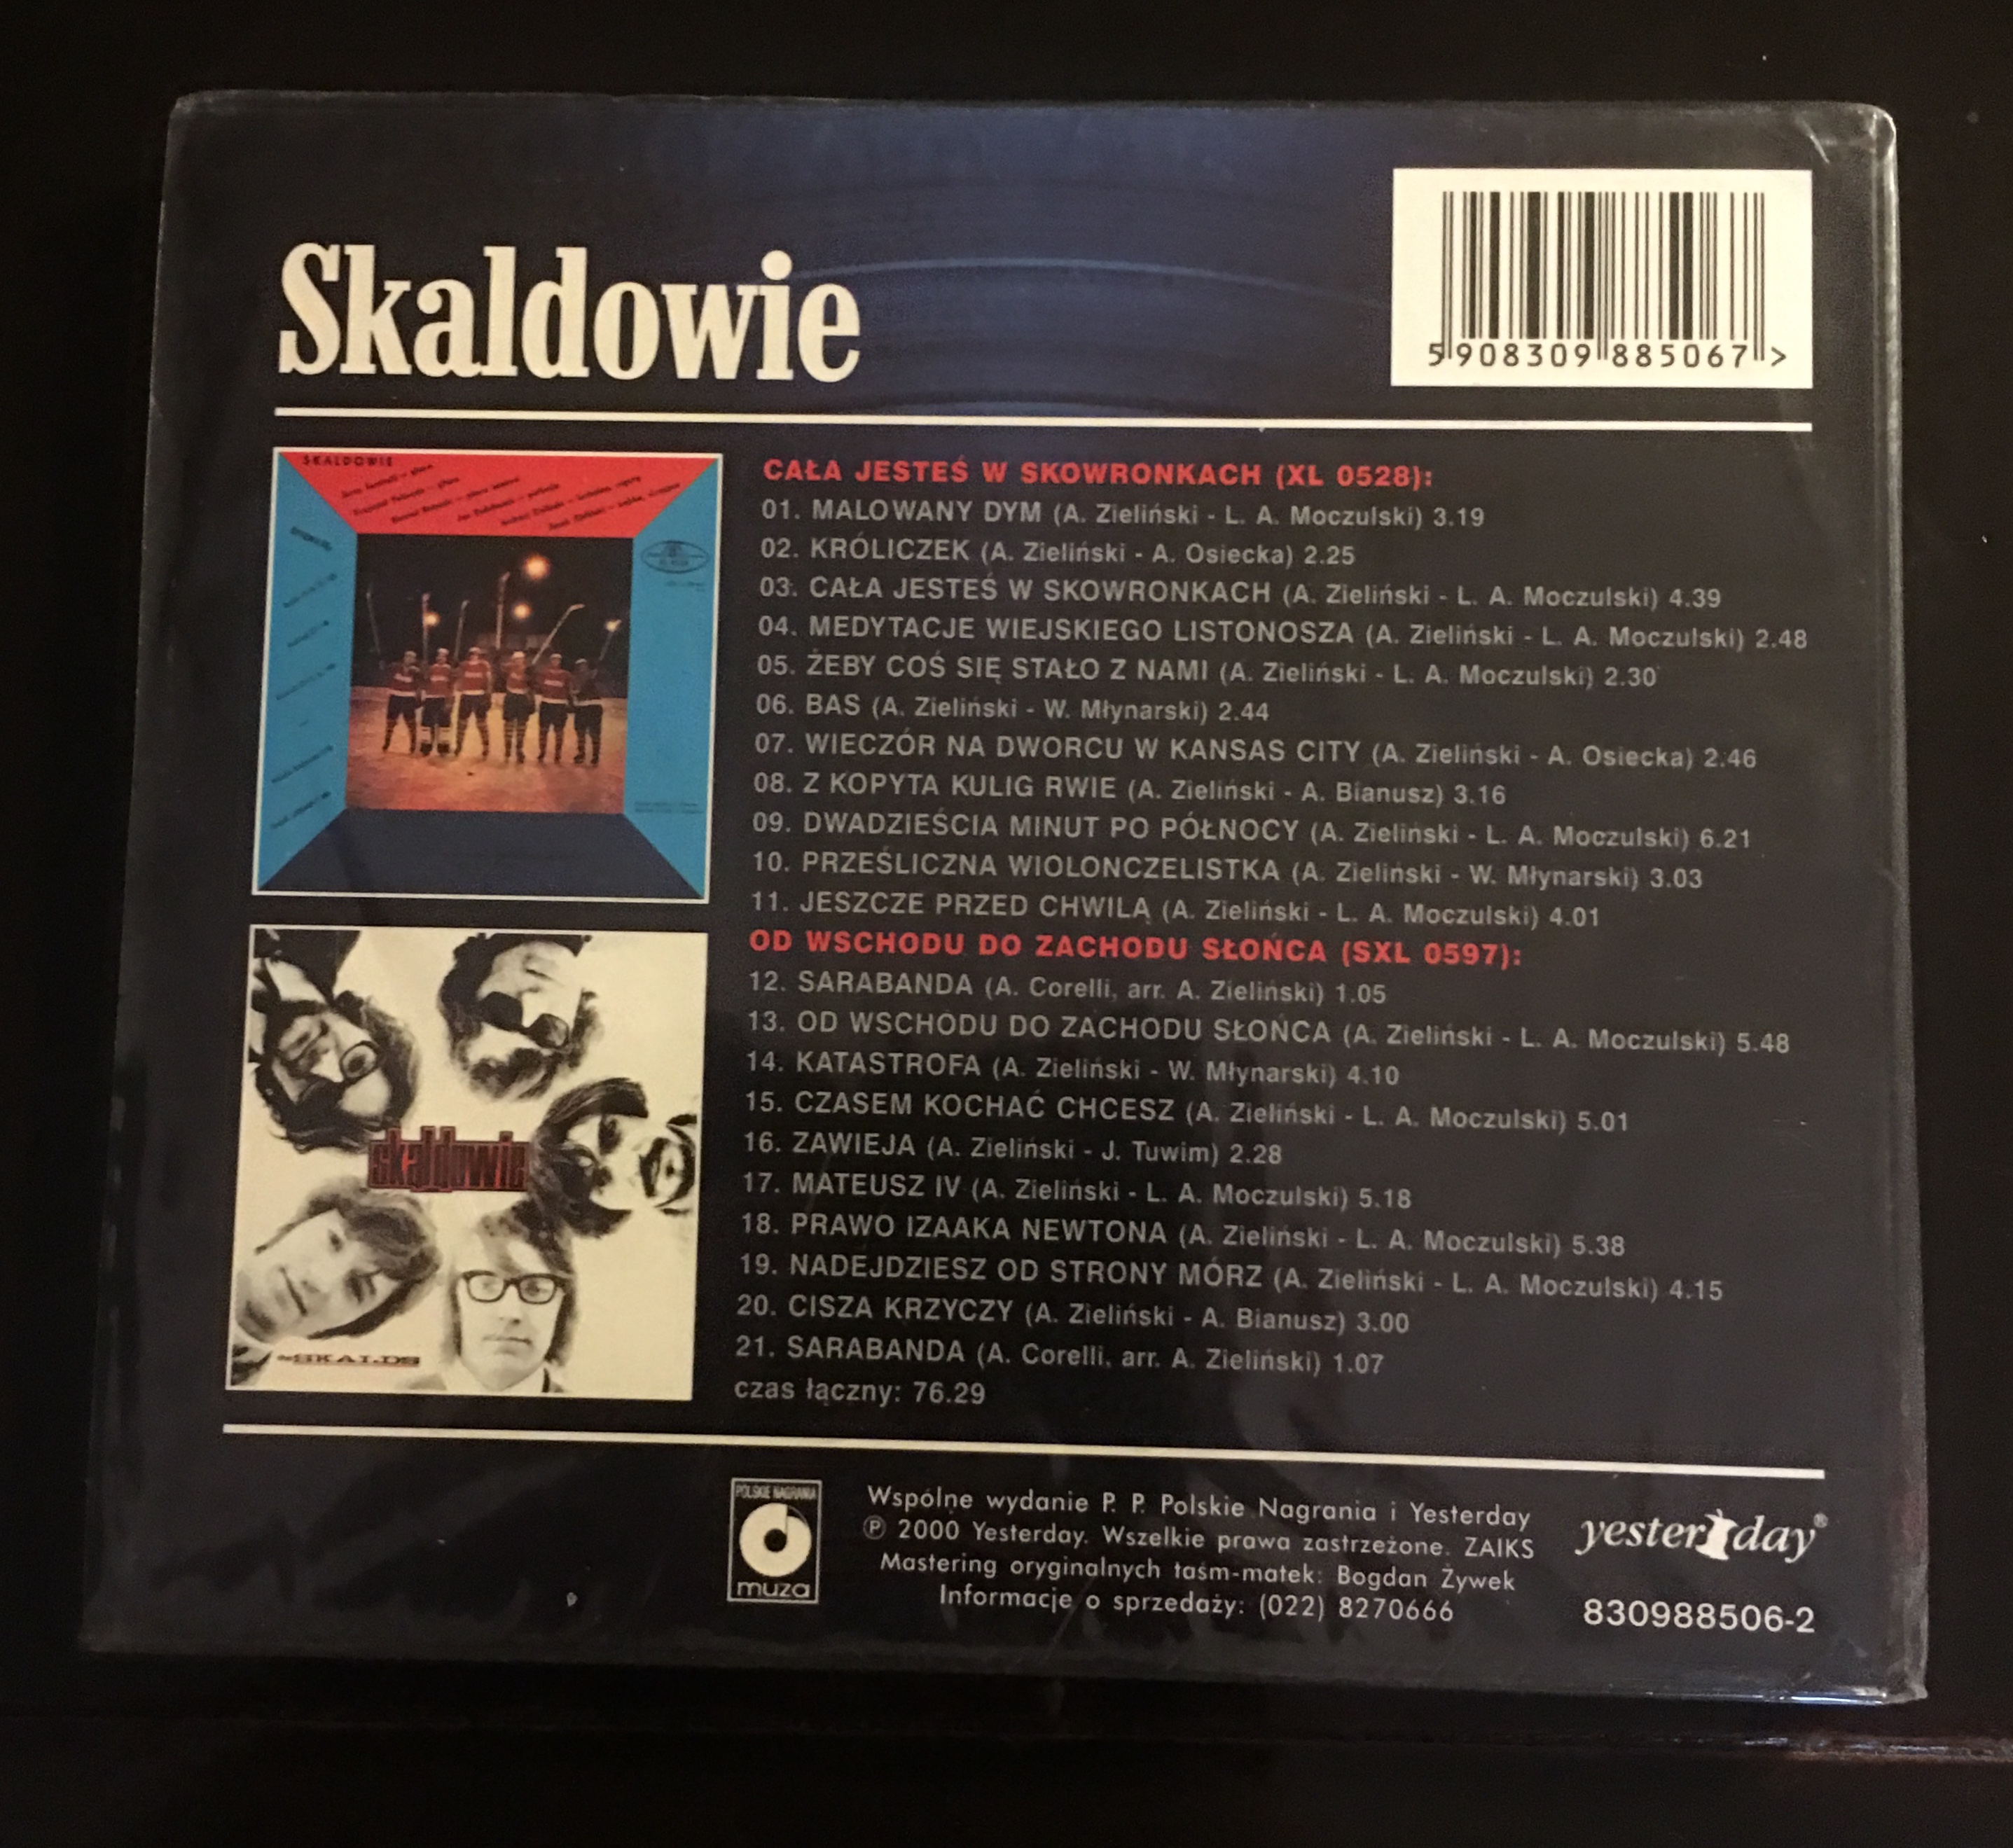 Skaldowie
5 908309 885067 >
SKALDOWIE
CAŁA JESTEŚ W SKOWRONKACH (XL 0528):
01. MALOWANY DYM (A. Zieliński - L. A. Moczulski) 3.19
02. KRÓLICZEK (A. Zieliński - A. Osiecka) 2.25
03. CAŁA JESTEŚ W SKOWRONKACH (A. Zieliński - L. A. Moczulski) 4.39
04. MEDYTACJE WIEJSKIEGO LISTONOSZA (A. Zieliński - L. A. Moczulski) 2.48
05. ŻEBY COŚ SIĘ STAŁO Z NAMI (A. Zieliński - L. A. Moczulski) 2.30
06. BAS (A. Zieliński - W. Młynarski) 2.44
07. WIECZÓR NA DWORCU W KANSAS CITY (A. Zieliński - A. Osiecka) 2.46
08. Z KOPYTA KULIG RWIE (A. Zieliński - A. Bianusz) 3.16
09. DWADZIEŚCIA MINUT PO PÓŁNOCY (A. Zieliński - L. A. Moczulski) 6.21
10. PRZEŚLICZNA WIOLONCZELISTKA (A. Zieliński - W. Młynarski) 3.03
11. JESZCZE PRZED CHWILĄ (A. Zieliński - L. A. Moczulski) 4.01
OD WSCHODU DO ZACHODU SŁOŃCA (SXL 0597):
12. SARABANDA (A. Corelli, arr. A. Zieliński) 1.05
13. OD WSCHODU DO ZACHODU SŁOŃCA (A. Zieliński - L. A. Moczulski) 5.48
14. KATASTROFA (A. Zieliński - W. Młynarski) 4.10
15. CZASEM KOCHAĆ CHCESZ (A. Zieliński - L. A. Moczulski) 5.01
16. ZAWIEJA (A. Zieliński - J. Tuwim) 2.28
17. MATEUSZ IV (A. Zieliński - L. A. Moczulski) 5.18
18. PRAWO IZAAKA NEWTONA (A. Zieliński - L. A. Moczulski) 5.38
19. NADEJDZIESZ OD STRONY MÓRZ (A. Zieliński - L. A. Moczulski) 4.15
20. CISZA KRZYCZY (A. Zieliński - A. Bianusz) 3.00
21. SARABANDA (A. Corelli, arr. A. Zieliński) 1.07
czas łączny: 76.29
skaldowie
the SKALDS
POLSKIE NAGRANIA
muza
Wspólne wydanie P. P. Polskie Nagrania i Yesterday
℗ 2000 Yesterday. Wszelkie prawa zastrzeżone. ZAIKS
Mastering oryginalnych taśm-matek: Bogdan Żywek
Informacje o sprzedaży: (022) 8270666
yesterday®
830988506-2